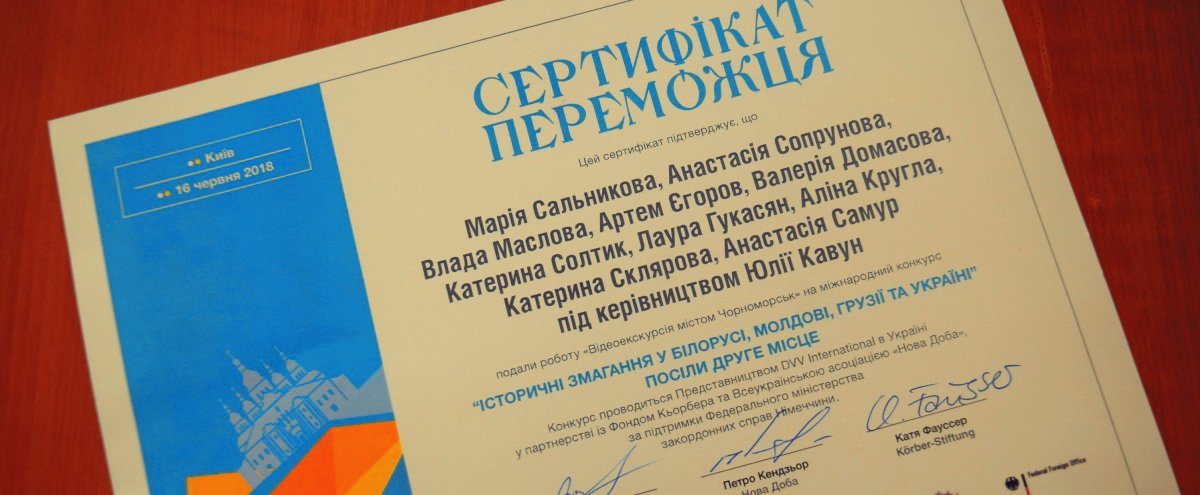 СЕРТИФІКАТ
ПЕРЕМОЖЦЯ
Київ
16 червня 2018
Цей сертифікат підтверджує, що
Марія Сальникова, Анастасія Сопрунова,
Влада Маслова, Артем Єгоров, Валерія Домасова,
Катерина Солтик, Лаура Гукасян, Аліна Кругла,
Катерина Склярова, Анастасія Самур
під керівництвом Юлії Кавун
подали роботу «Відеоекскурсія містом Чорноморськ» на міжнародний конкурс
“ІСТОРИЧНІ ЗМАГАННЯ У БІЛОРУСІ, МОЛДОВІ, ГРУЗІЇ ТА УКРАЇНІ”
ПОСІЛИ ДРУГЕ МІСЦЕ
Конкурс проводиться Представництвом DVV International в Україні
у партнерстві із Фондом Кьорбера та Всеукраїнською асоціацією «Нова Доба»,
за підтримки Федерального міністерства
закордонних справ Німеччини.
Петро Кендзьор
Нова Доба
Катя Фауссер
Körber-Stiftung
Federal Foreign Office